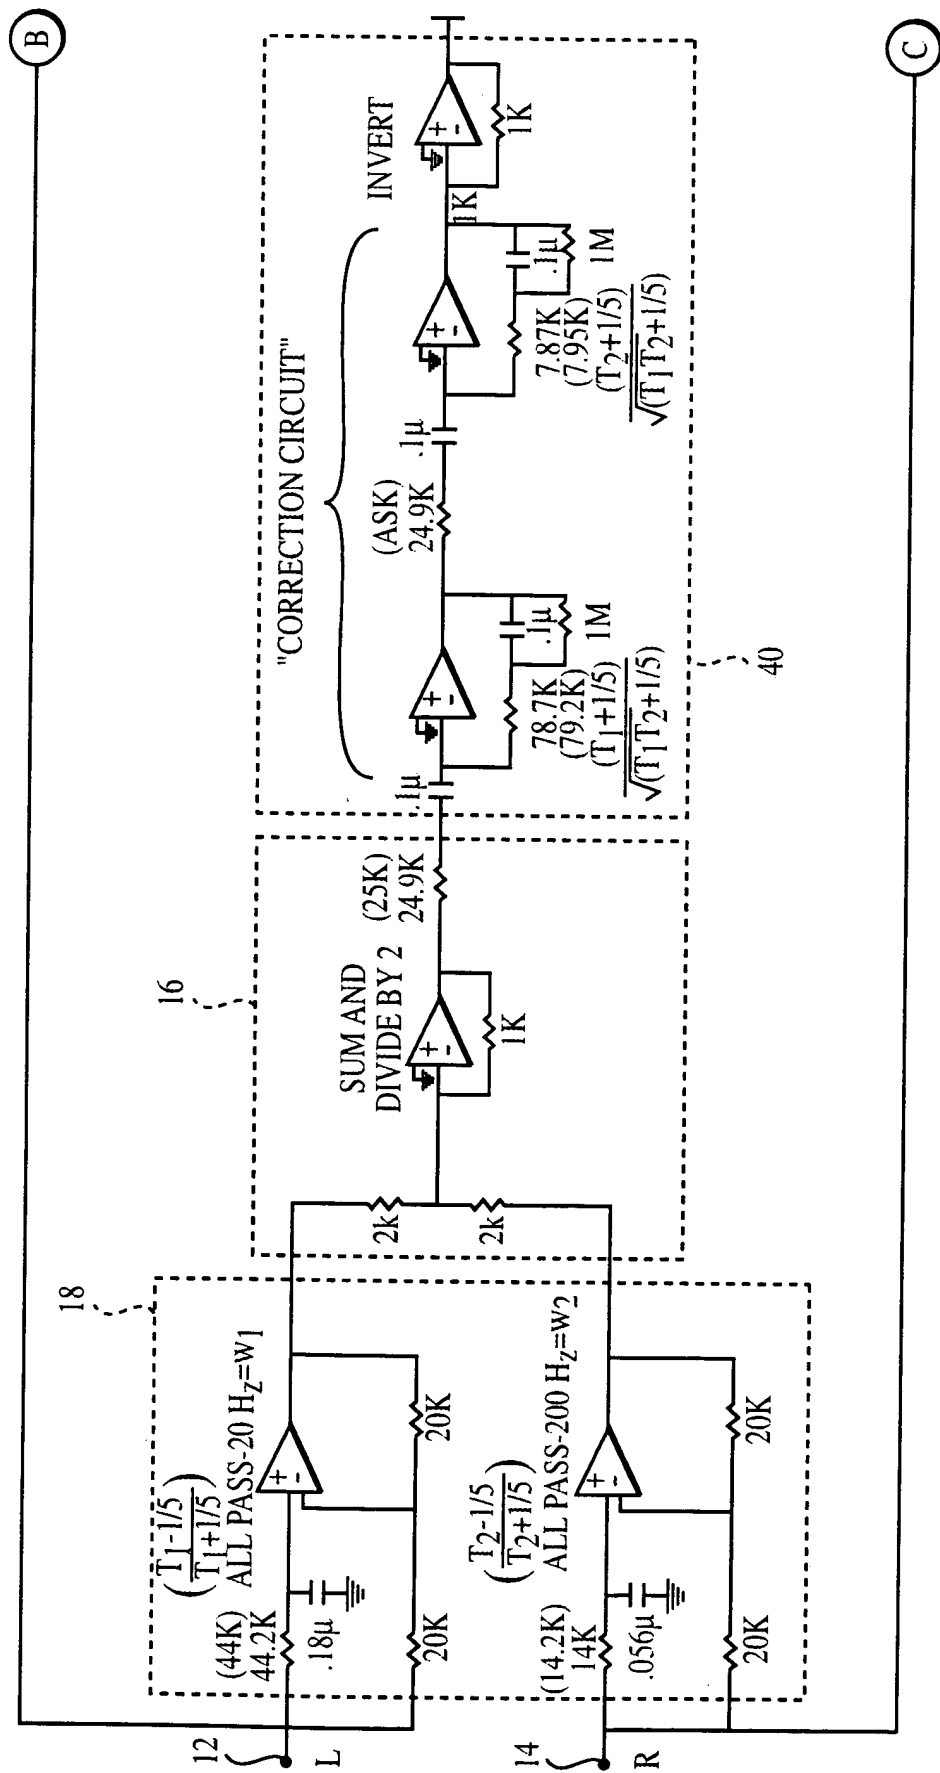 B
C
"CORRECTION CIRCUIT"
INVERT
1K
1K
.1µ
1M
7.87K
(7.95K)
(T2+1/5)
√(T1T2+1/5)
.1µ
(ASK)
24.9K
.1µ
1M
78.7K
(79.2K)
(T1+1/5)
√(T1T2+1/5)
.1µ
40
16
SUM AND
DIVIDE BY 2
1K
(25K)
24.9K
2k
2k
18
(T1-1/5
T1+1/5)
ALL PASS-20 Hz=W1
(44K)
44.2K
.18µ
20K
20K
(T2-1/5
T2+1/5)
ALL PASS-200 Hz=W2
(14.2K)
14K
.056µ
20K
20K
12
L
14
R